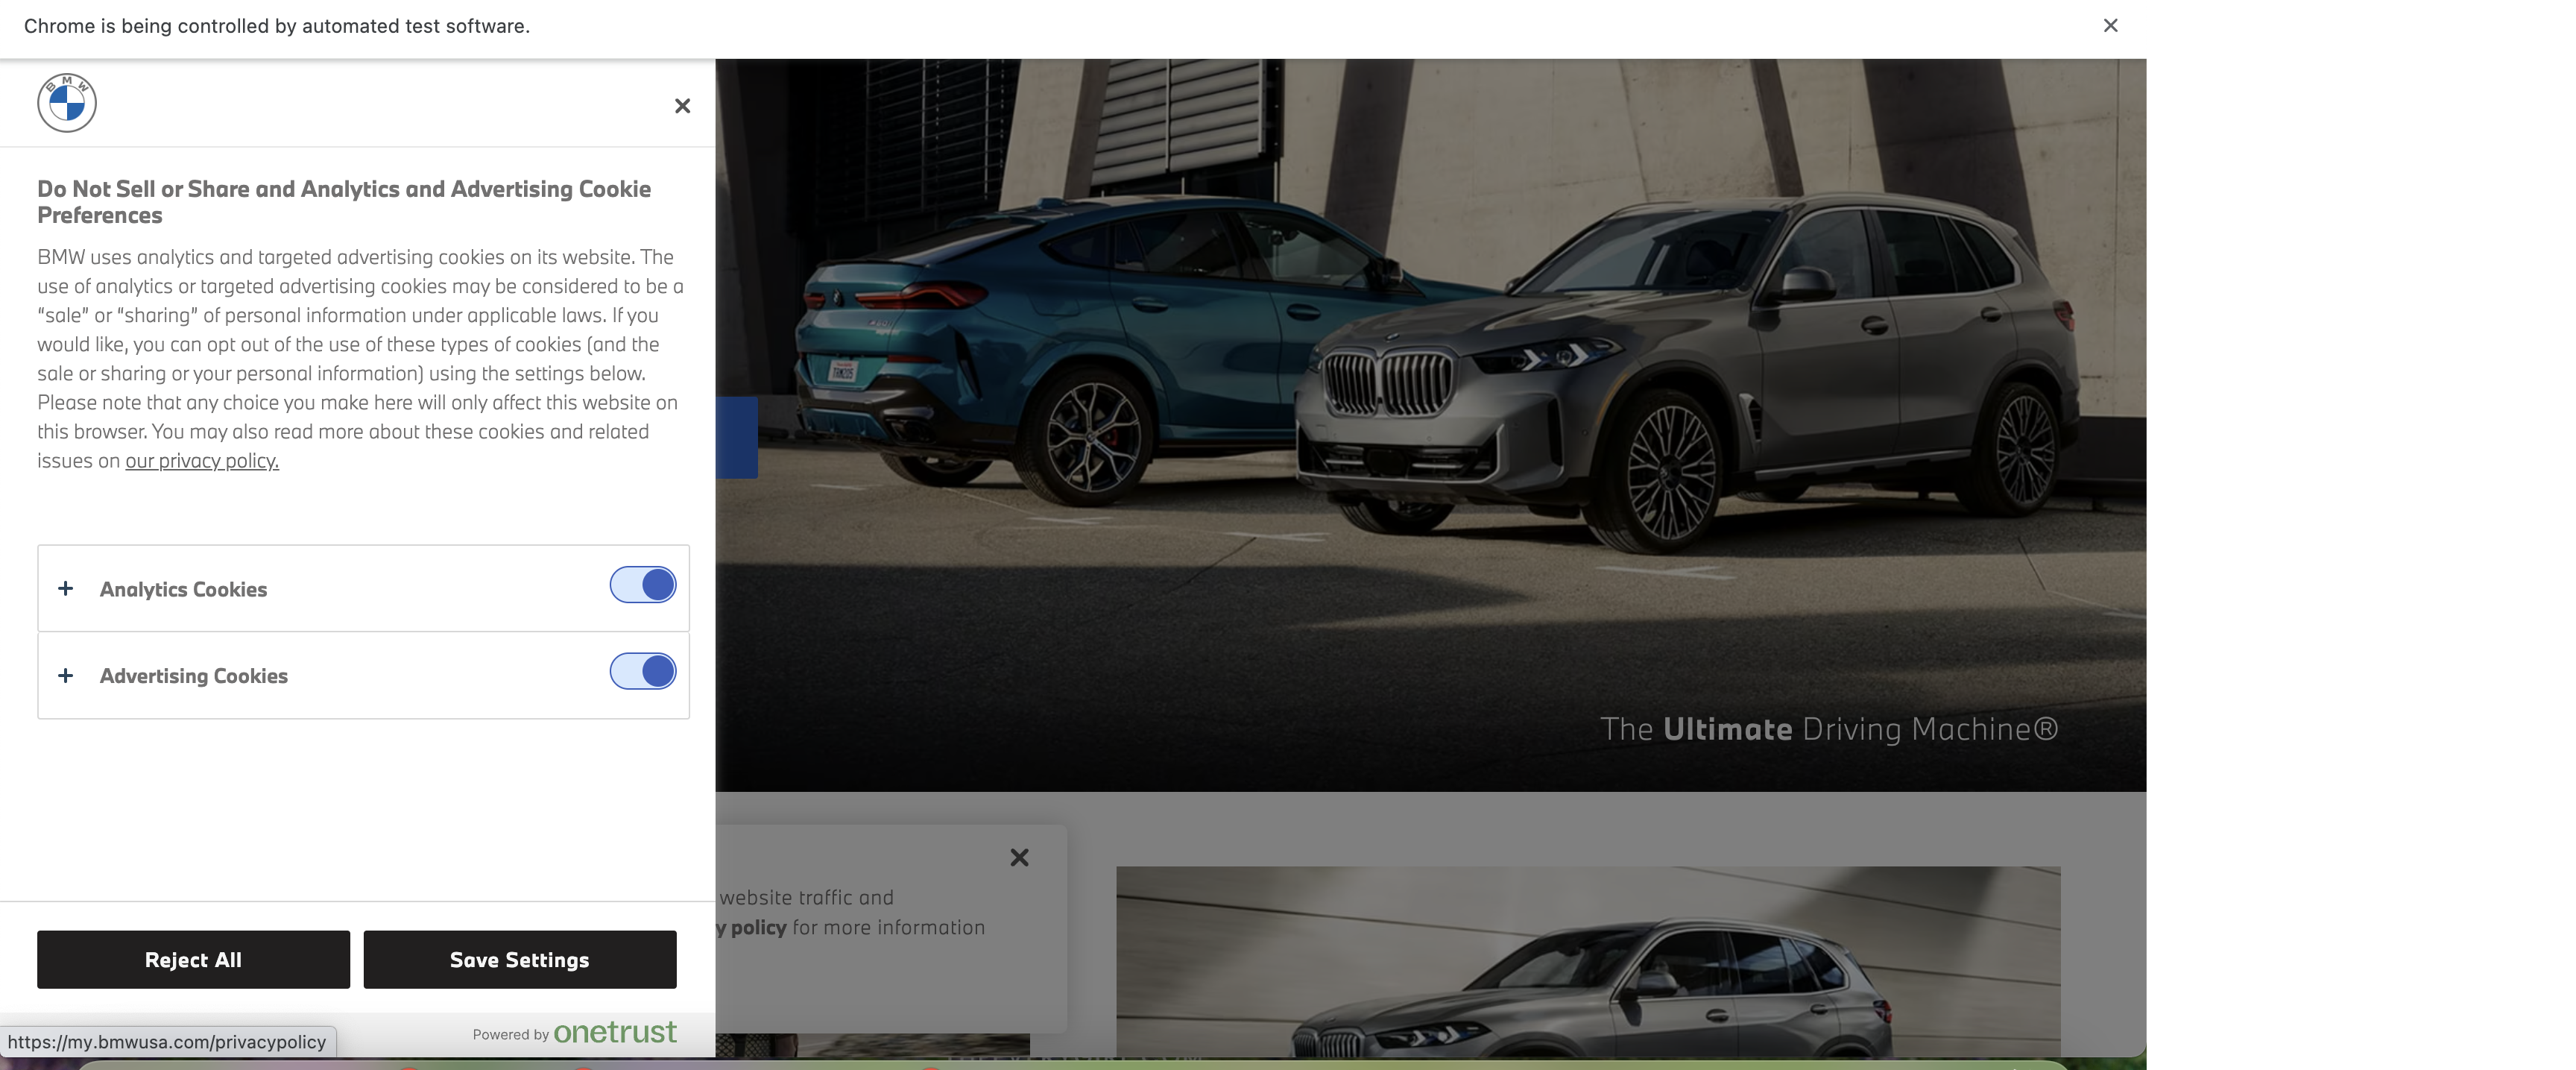 Chrome is being controlled by automated test software.
BMW
Do Not Sell or Share and Analytics and Advertising Cookie
Preferences
BMW uses analytics and targeted advertising cookies on its website. The
use of analytics or targeted advertising cookies may be considered to be a
“sale” or “sharing” of personal information under applicable laws. If you
would like, you can opt out of the use of these types of cookies (and the
sale or sharing or your personal information) using the settings below.
Please note that any choice you make here will only affect this website on
this browser. You may also read more about these cookies and related
issues on our privacy policy.
Analytics Cookies
Advertising Cookies
Reject All
Save Settings
Powered by onetrust
https://my.bmwusa.com/privacypolicy
The Ultimate Driving Machine®
website traffic and
y policy for more information